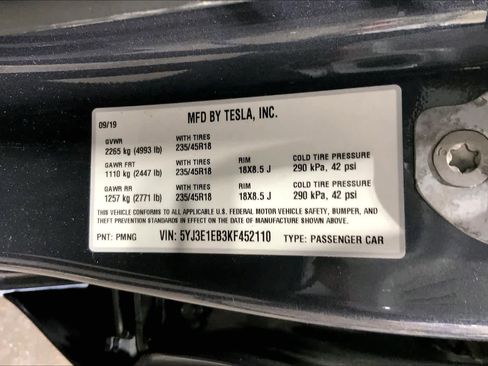 MFD BY TESLA, INC.
09/19
GVWR WITH TIRES
2265 kg (4993 lb) 235/45R18
GAWR FRT WITH TIRES RIM COLD TIRE PRESSURE
1110 kg (2447 lb) 235/45R18 18X8.5 J 290 kPa, 42 psi
GAWR RR WITH TIRES RIM COLD TIRE PRESSURE
1257 kg (2771 lb) 235/45R18 18X8.5 J 290 kPa, 42 psi
THIS VEHICLE CONFORMS TO ALL APPLICABLE U.S. FEDERAL MOTOR VEHICLE SAFETY, BUMPER, AND
THEFT PREVENTION STANDARDS IN EFFECT ON THE DATE OF MANUFACTURE SHOWN ABOVE.
PNT: PMNG VIN: 5YJ3E1EB3KF452110 TYPE: PASSENGER CAR